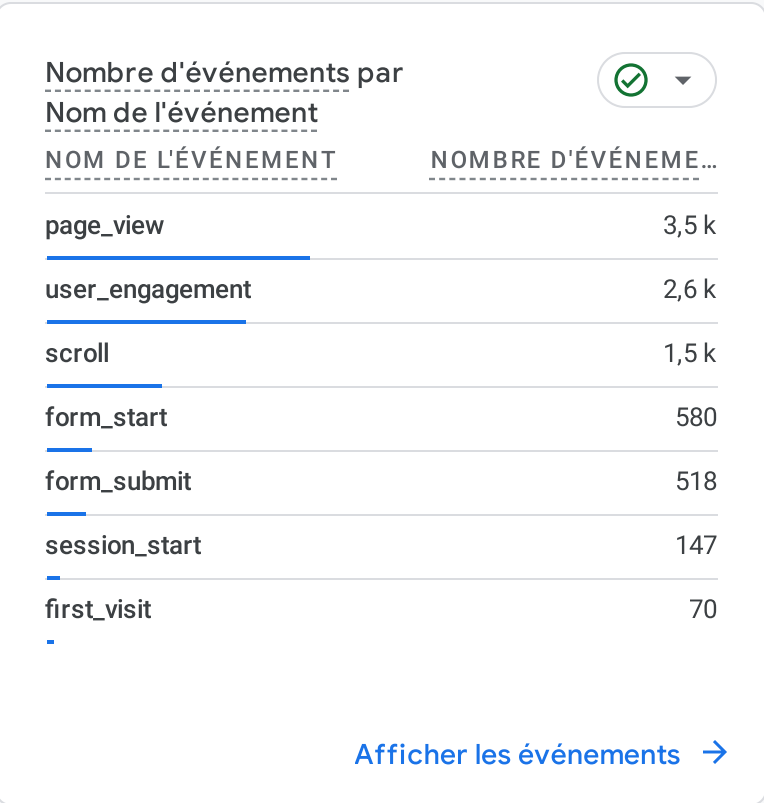 Nombre d'événements par
Nom de l'événement
NOM DE L'ÉVÉNEMENT NOMBRE D'ÉVÉNEME…
page_view 3,5 k
user_engagement 2,6 k
scroll 1,5 k
form_start 580
form_submit 518
session_start 147
first_visit 70
Afficher les événements